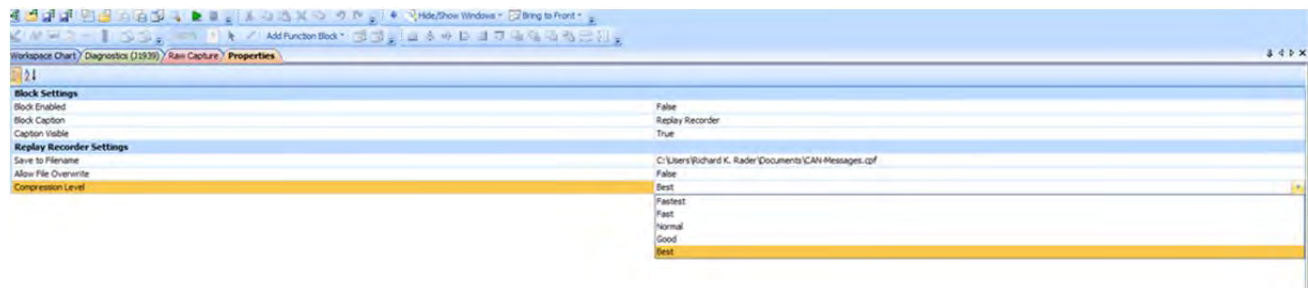 Hide/Show Windows Bring to Front
Add Function Block
Workspace Chart Diagnostics (J1939) Raw Capture Properties
Block Settings
Block Enabled False
Block Caption Replay Recorder
Caption Visible True
Replay Recorder Settings
Save to Filename C:\Users\Richard K. Rader\Documents\CAN-Messages.cpf
Allow File Overwrite False
Compression Level Best
Fastest
Fast
Normal
Good
Best